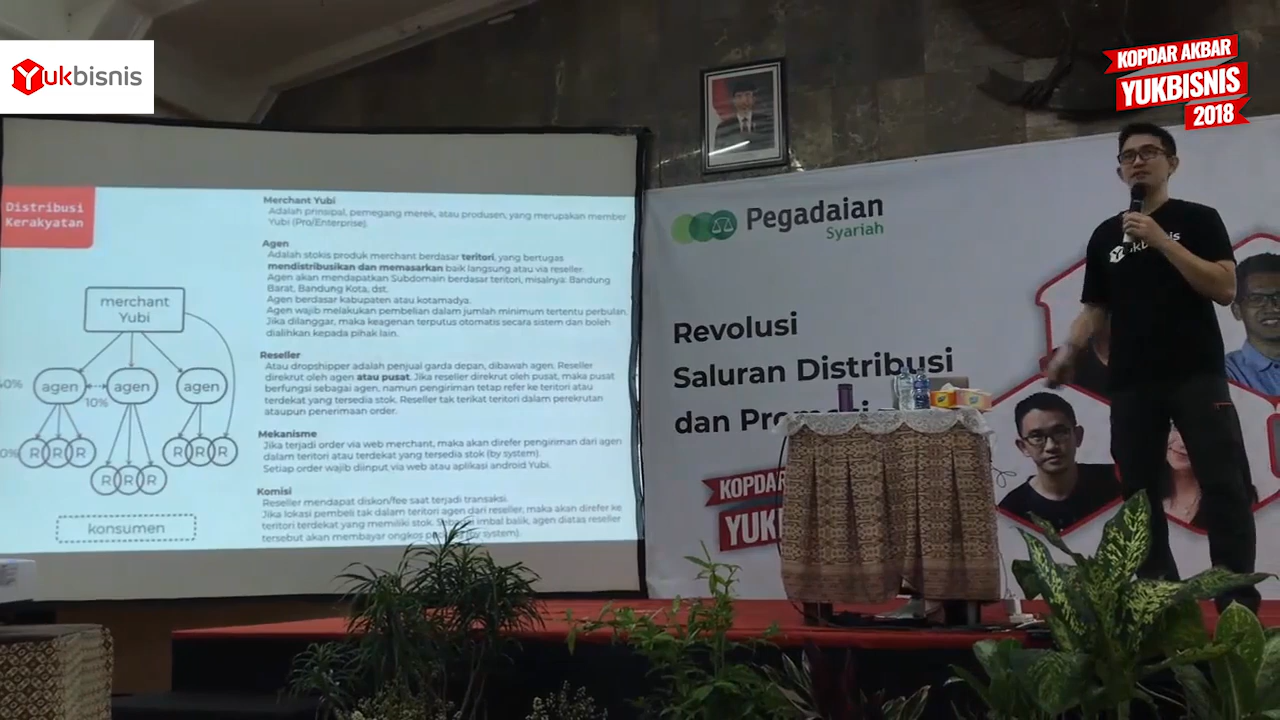 Yukbisnis
KOPDAR AKBAR
YUKBISNIS
2018
Distribusi
Kerakyatan
merchant
Yubi
agen
agen
agen
10%
R R R
R R R
R R R
konsumen
Merchant Yubi
Adalah prinsipal, pemegang merek, atau produsen, yang merupakan member
Yubi (Pro/Enterprise).
Agen
Adalah stokis produk merchant berdasar teritori, yang bertugas
mendistribusikan dan memasarkan baik langsung atau via reseller.
Agen akan mendapatkan Subdomain berdasar teritori, misalnya: Bandung
Barat, Bandung Kota, dst.
Agen berdasar kabupaten atau kotamadya.
Agen wajib melakukan pembelian dalam jumlah minimum tertentu perbulan.
Jika dilanggar, maka keagenan terputus otomatis secara sistem dan boleh
dialihkan kepada pihak lain.
Reseller
Atau dropshipper adalah penjual garda depan, dibawah agen. Reseller
direkrut oleh agen atau pusat. Jika reseller direkrut oleh pusat, maka pusat
berfungsi sebagai agen, namun pengiriman tetap refer ke teritori atau
terdekat yang tersedia stok. Reseller tak terikat teritori dalam perekrutan
ataupun penerimaan order.
Mekanisme
Jika terjadi order via web merchant, maka akan direfer pengiriman dari agen
dalam teritori atau terdekat yang tersedia stok (by system).
Setiap order wajib diinput via web atau aplikasi android Yubi.
Komisi
Reseller mendapat diskon/fee saat terjadi transaksi.
Jika lokasi pembeli tak dalam teritori agen dari reseller, maka akan direfer ke
teritori terdekat yang memiliki stok. Sebagai imbal balik, agen diatas reseller
tersebut akan membayar ongkos (by system).
Pegadaian
Syariah
Revolusi
Saluran Distribusi
dan
KOPDAR